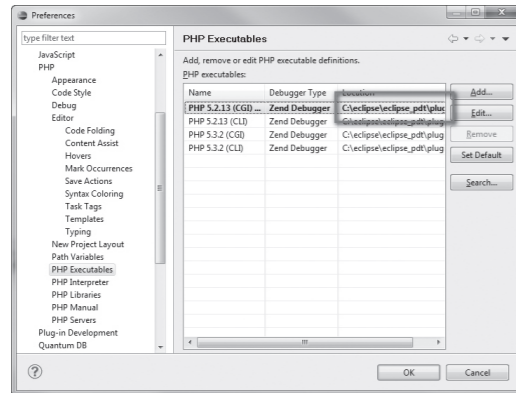 Preferences
type filter text
JavaScript
PHP
Appearance
Code Style
Debug
Editor
Code Folding
Content Assist
Hovers
Mark Occurrences
Save Actions
Syntax Coloring
Task Tags
Templates
Typing
New Project Layout
Path Variables
PHP Executables
PHP Interpreter
PHP Libraries
PHP Manual
PHP Servers
Plug-in Development
Quantum DB
PHP Executables
Add, remove or edit PHP executable definitions.
PHP executables:
Name Debugger Type Location
PHP 5.2.13 (CGI) ... Zend Debugger C:\eclipse\eclipse_pdt\plug
PHP 5.2.13 (CLI) Zend Debugger C:\eclipse\eclipse_pdt\plug
PHP 5.3.2 (CGI) Zend Debugger C:\eclipse\eclipse_pdt\plug
PHP 5.3.2 (CLI) Zend Debugger C:\eclipse\eclipse_pdt\plug
Add...
Edit...
Remove
Set Default
Search...
OK
Cancel